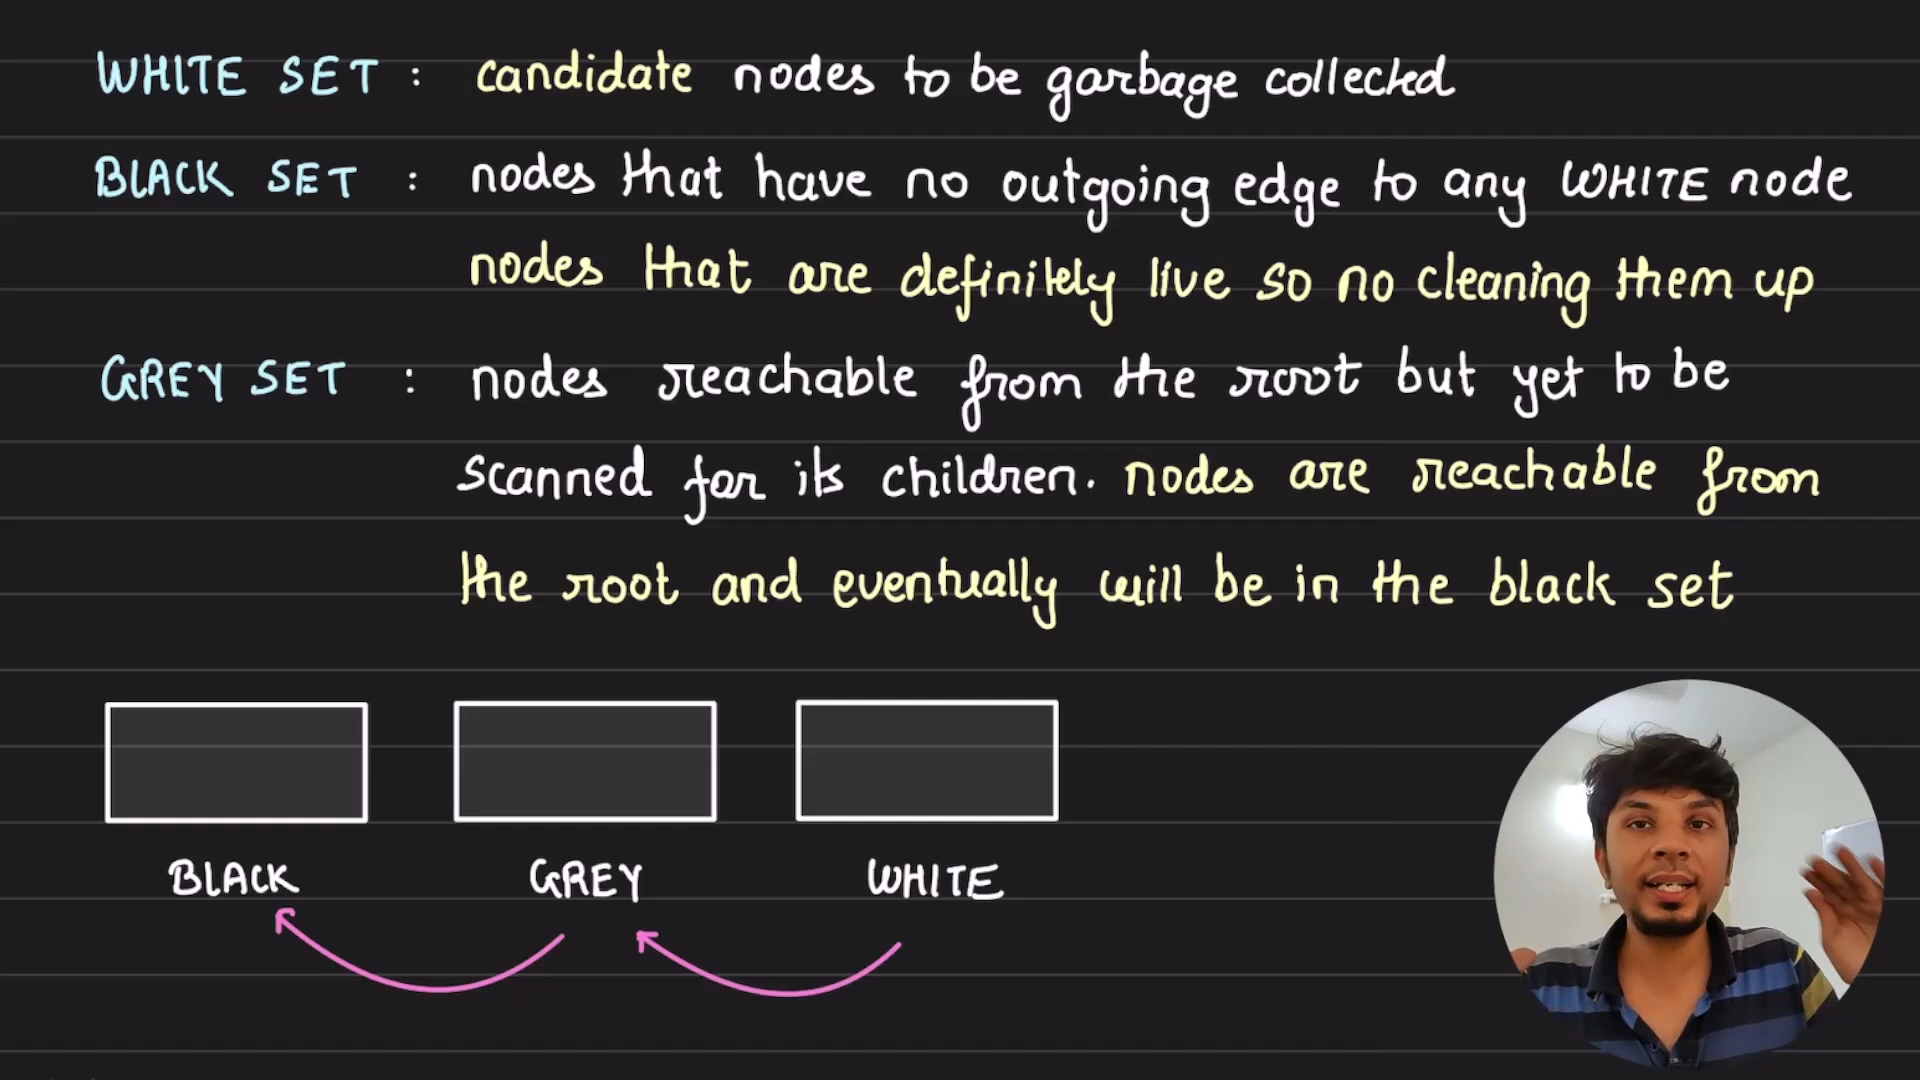 WHITE SET : candidate nodes to be garbage collected
BLACK SET : nodes that have no outgoing edge to any WHITE node
nodes that are definitely live so no cleaning them up
GREY SET : nodes reachable from the root but yet to be
scanned for its children. nodes are reachable from
the root and eventually will be in the black set
BLACK GREY WHITE